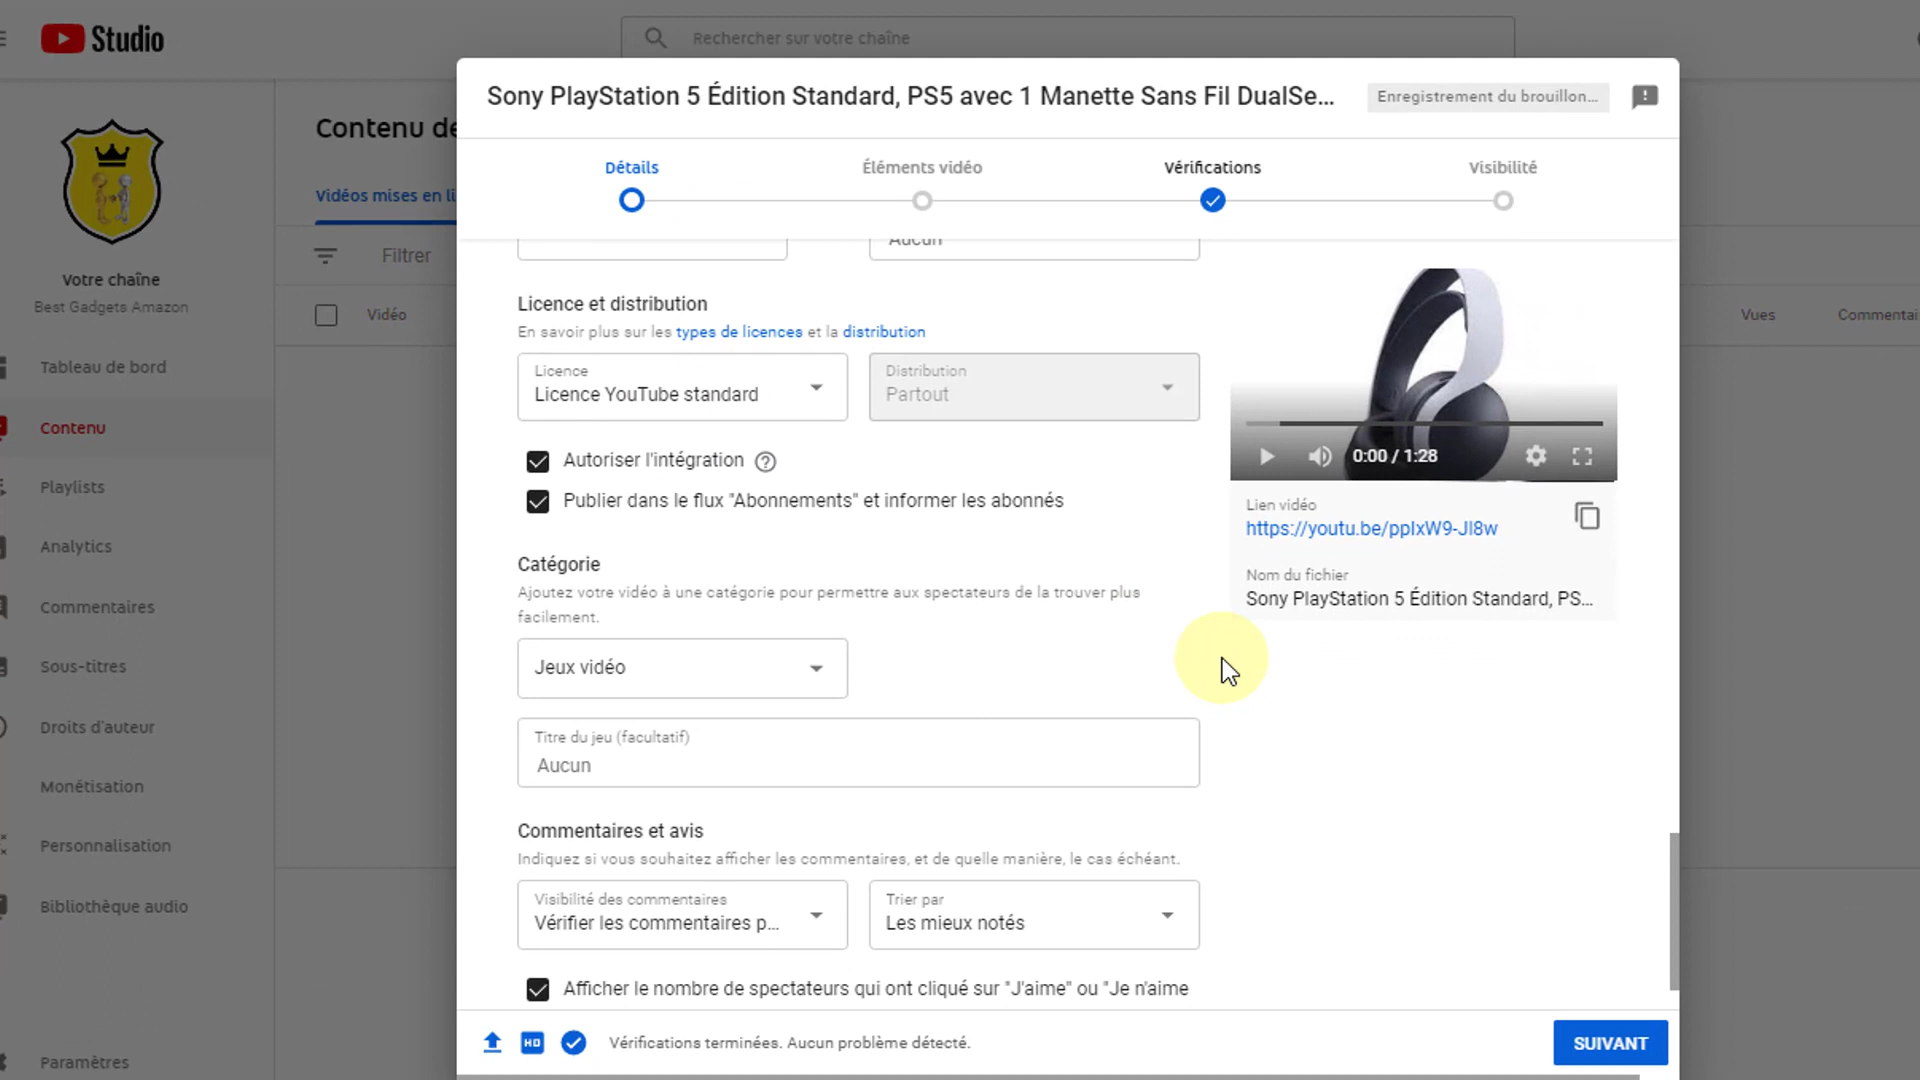 Studio
Rechercher sur votre chaîne
Sony PlayStation 5 Édition Standard, PS5 avec 1 Manette Sans Fil DualSe...
Enregistrement du brouillon...
Contenu de
Détails
Éléments vidéo
Vérifications
Visibilité
Vidéos mises en li
Filtrer
Votre chaîne
Best Gadgets Amazon
Vidéo
Vues
Commentai
Tableau de bord
Contenu
Playlists
Analytics
Commentaires
Sous-titres
Droits d'auteur
Monétisation
Personnalisation
Bibliothèque audio
Paramètres
Aucun
Licence et distribution
En savoir plus sur les types de licences et la distribution
Licence
Licence YouTube standard
Distribution
Partout
Autoriser l'intégration
Publier dans le flux "Abonnements" et informer les abonnés
Catégorie
Ajoutez votre vidéo à une catégorie pour permettre aux spectateurs de la trouver plus
facilement.
Jeux vidéo
Titre du jeu (facultatif)
Aucun
Commentaires et avis
Indiquez si vous souhaitez afficher les commentaires, et de quelle manière, le cas échéant.
Visibilité des commentaires
Vérifier les commentaires p...
Trier par
Les mieux notés
Afficher le nombre de spectateurs qui ont cliqué sur "J'aime" ou "Je n'aime
0:00 / 1:28
Lien vidéo
https://youtu.be/ppIxW9-JI8w
Nom du fichier
Sony PlayStation 5 Édition Standard, PS...
HD
Vérifications terminées. Aucun problème détecté.
SUIVANT